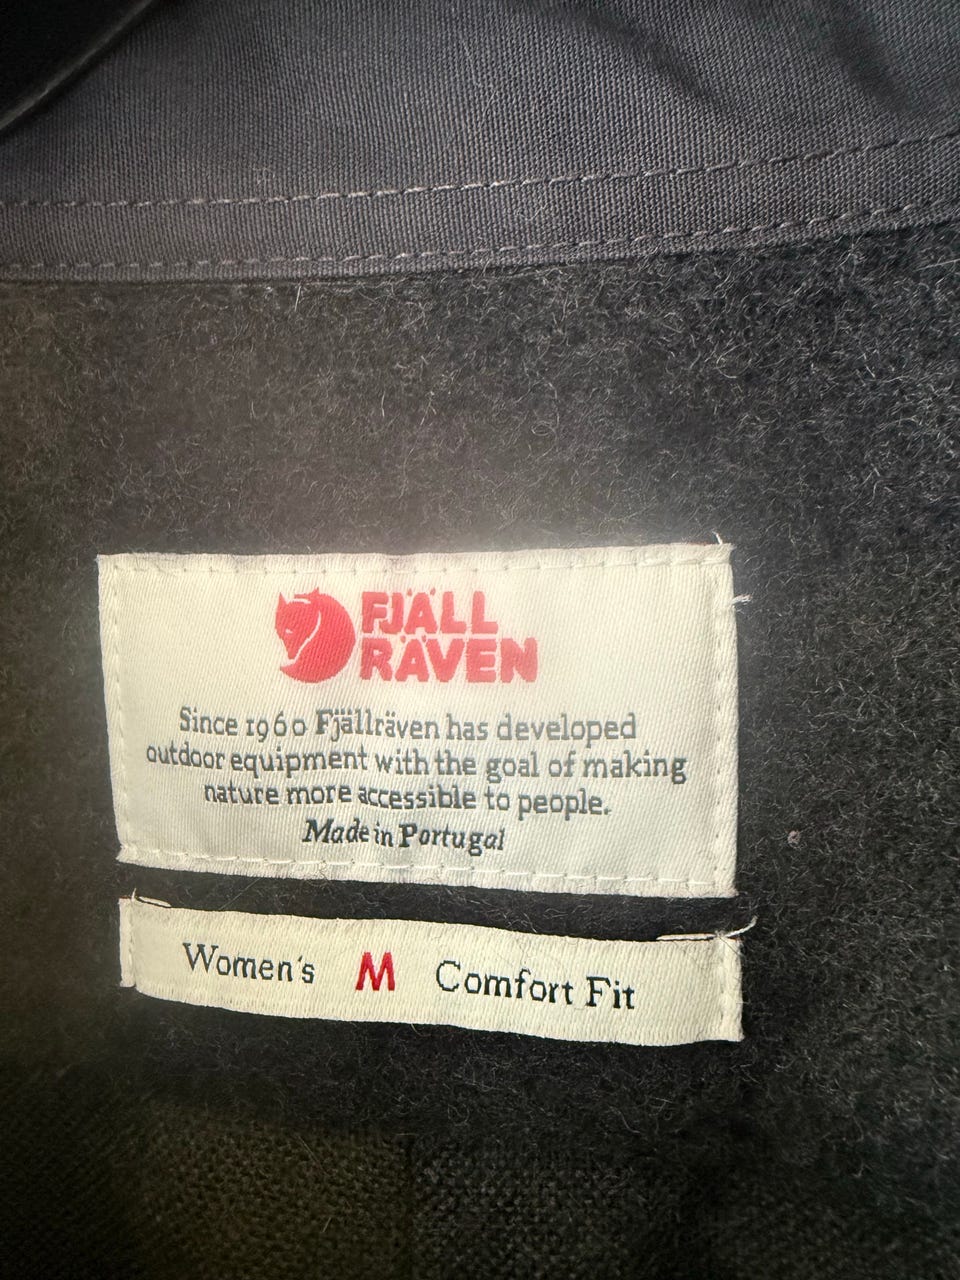 FJÄLL
RÄVEN
Since 1960 Fjällräven has developed
outdoor equipment with the goal of making
nature more accessible to people.
Made in Portugal
Women's M Comfort Fit